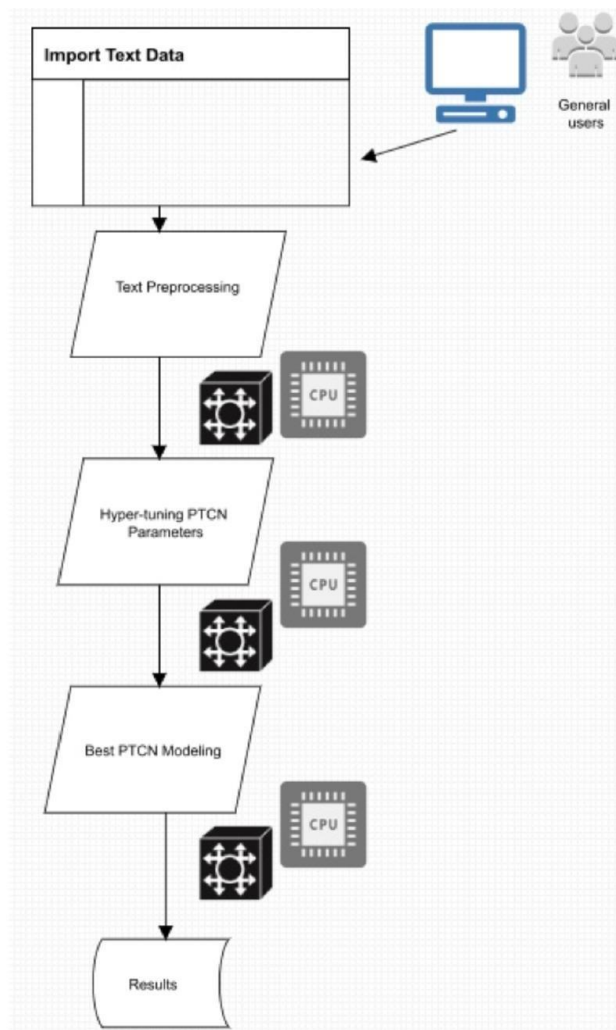 Import Text Data
General
users
Text Preprocessing
CPU
Hyper-tuning PTCN
Parameters
CPU
Best PTCN Modeling
CPU
Results